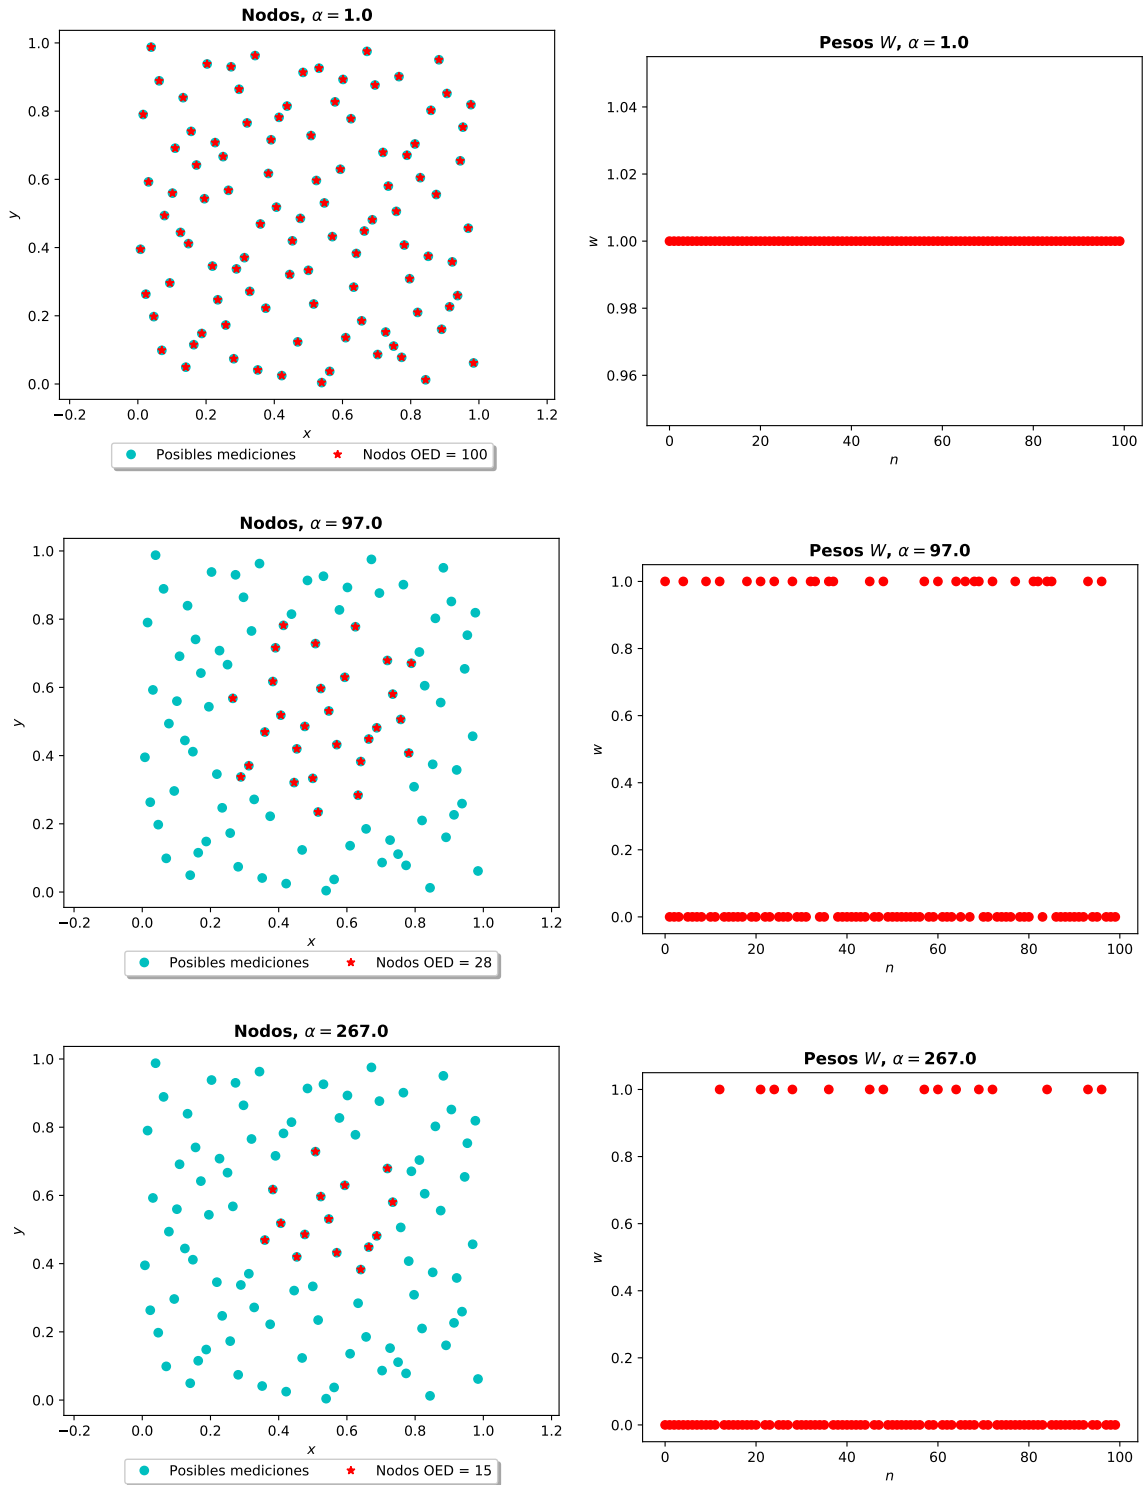 Nodos, α = 1.0
1.0
0.8
0.6
0.4
0.2
0.0
y
−0.2 0.0 0.2 0.4 0.6 0.8 1.0 1.2
x
Posibles mediciones Nodos OED = 100
Pesos W, α = 1.0
1.04
1.02
1.00
0.98
0.96
w
0 20 40 60 80 100
n
Nodos, α = 97.0
1.0
0.8
0.6
0.4
0.2
0.0
y
−0.2 0.0 0.2 0.4 0.6 0.8 1.0 1.2
x
Posibles mediciones Nodos OED = 28
Pesos W, α = 97.0
1.0
0.8
0.6
0.4
0.2
0.0
w
0 20 40 60 80 100
n
Nodos, α = 267.0
1.0
0.8
0.6
0.4
0.2
0.0
y
−0.2 0.0 0.2 0.4 0.6 0.8 1.0 1.2
x
Posibles mediciones Nodos OED = 15
Pesos W, α = 267.0
1.0
0.8
0.6
0.4
0.2
0.0
w
0 20 40 60 80 100
n